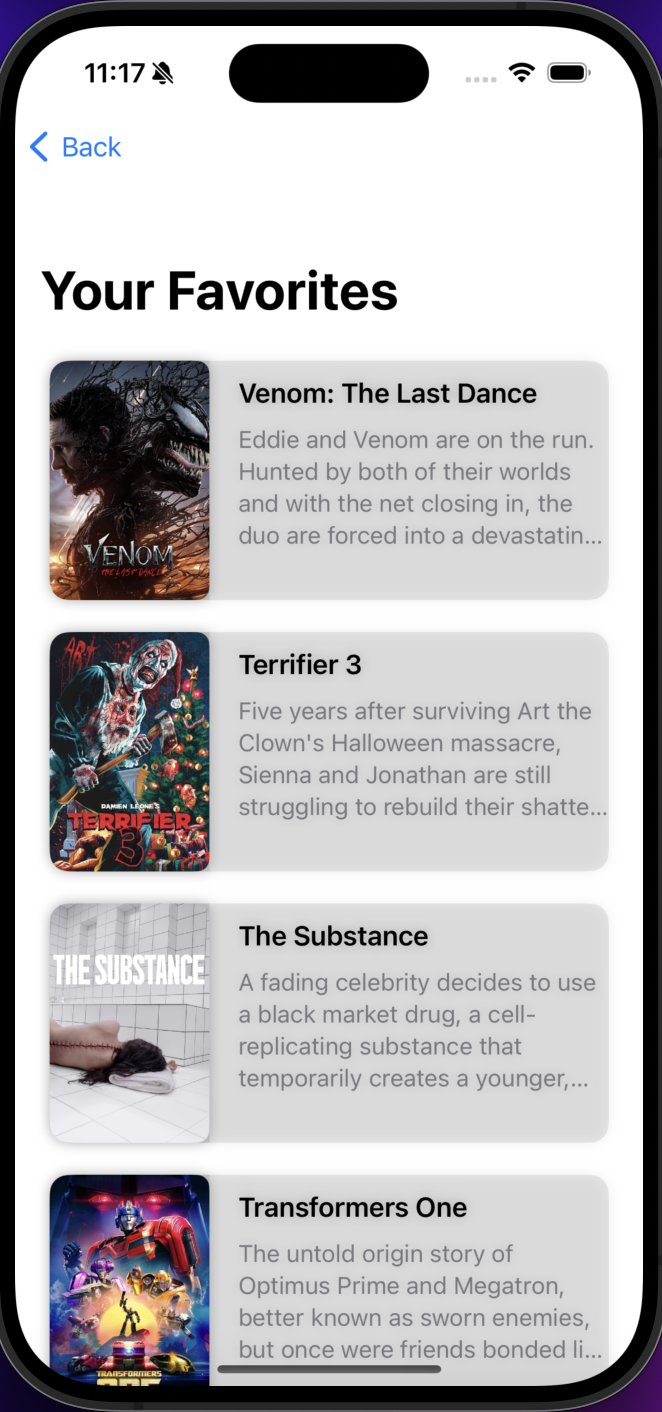 11:17
Back
Your Favorites
VENOM
THE LAST DANCE
Venom: The Last Dance
Eddie and Venom are on the run.
Hunted by both of their worlds
and with the net closing in, the
duo are forced into a devastatin...
ART
DAMIEN LEONE'S
TERRIFIER
3
Terrifier 3
Five years after surviving Art the
Clown's Halloween massacre,
Sienna and Jonathan are still
struggling to rebuild their shatte...
THE SUBSTANCE
The Substance
A fading celebrity decides to use
a black market drug, a cell-
replicating substance that
temporarily creates a younger,...
TRANSFORMERS
ONE
Transformers One
The untold origin story of
Optimus Prime and Megatron,
better known as sworn enemies,
but once were friends bonded li...